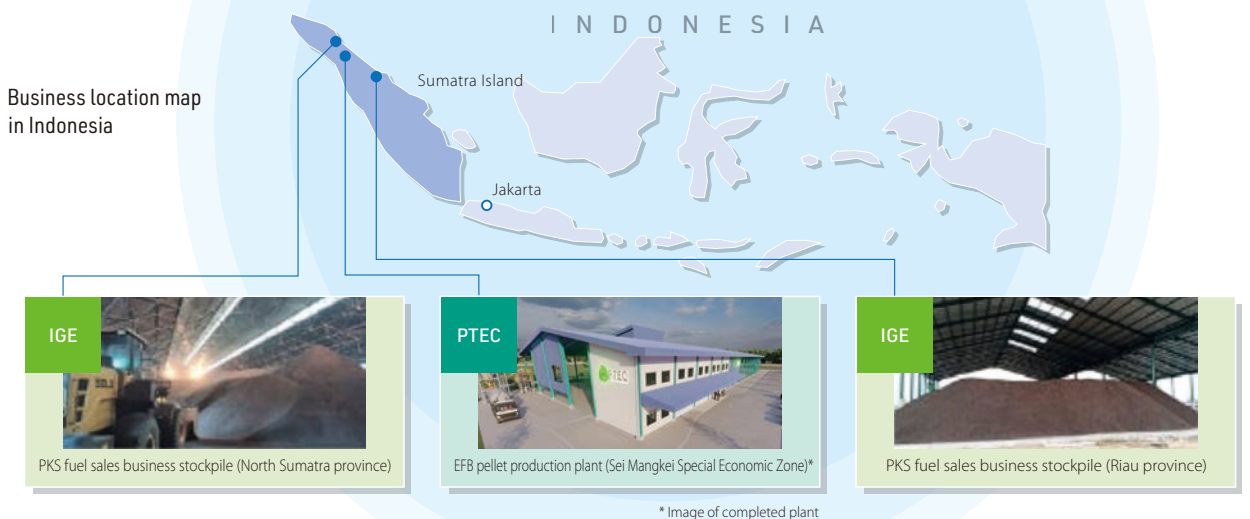 INDONESIA
Sumatra Island
Business location map
in Indonesia
Jakarta
IGE
PKS fuel sales business stockpile (North Sumatra province)
PTEC
PTEC
EFB pellet production plant (Sei Mangkei Special Economic Zone)*
IGE
PKS fuel sales business stockpile (Riau province)
* Image of completed plant